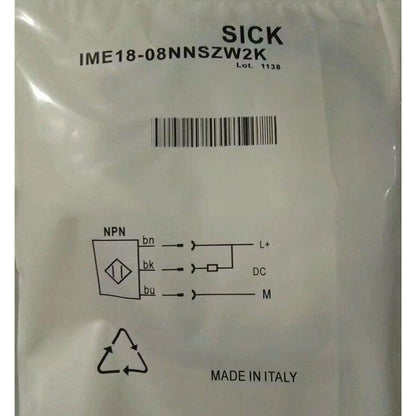 SICK
IME18-08NNSZW2K
Lot. 1138
NPN
bn
L+
bk
DC
bu
M
MADE IN ITALY